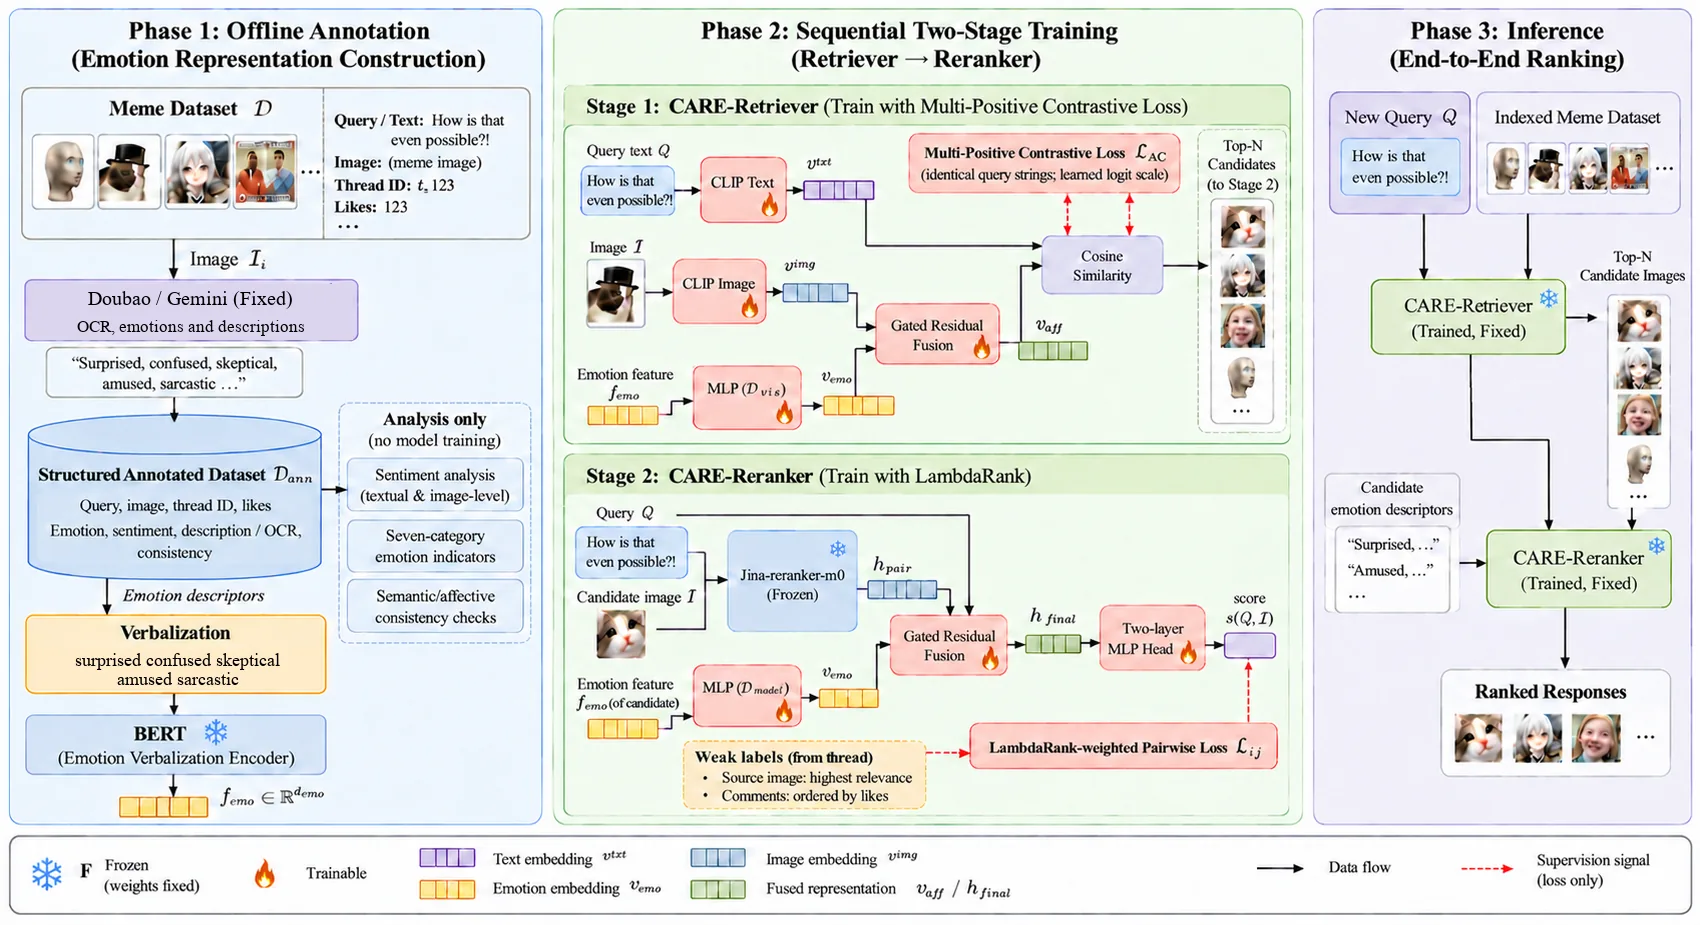 Phase 1: Offline Annotation
(Emotion Representation Construction)
Meme Dataset 𝒟
...
Query / Text: How is that
even possible?!
Image: (meme image)
Thread ID: t_s 123
Likes: 123
...
Image ℐ_i
Doubao / Gemini (Fixed)
OCR, emotions and descriptions
“Surprised, confused, skeptical,
amused, sarcastic ...”
Structured Annotated Dataset 𝒟_ann
Query, image, thread ID, likes
Emotion, sentiment, description / OCR,
consistency
Analysis only
(no model training)
Sentiment analysis
(textual & image-level)
Seven-category
emotion indicators
Semantic/affective
consistency checks
Emotion descriptors
Verbalization
surprised confused skeptical
amused sarcastic
BERT
(Emotion Verbalization Encoder)
f_emo ∈ ℝ^d_emo
Phase 2: Sequential Two-Stage Training
(Retriever → Reranker)
Stage 1: CARE-Retriever (Train with Multi-Positive Contrastive Loss)
Query text Q
How is that
even possible?!
CLIP Text
v^txt
Multi-Positive Contrastive Loss ℒ_AC
(identical query strings; learned logit scale)
Image ℐ
CLIP Image
v^img
Cosine
Similarity
Gated Residual
Fusion
v_aff
Emotion feature
f_emo
MLP (𝒟_vis)
v_emo
Top-N
Candidates
(to Stage 2)
...
Stage 2: CARE-Reranker (Train with LambdaRank)
Query Q
How is that
even possible?!
Candidate image ℐ
Jina-reranker-m0
(Frozen)
h_pair
Gated Residual
Fusion
h_final
Two-layer
MLP Head
score
s(Q, ℐ)
Emotion feature
f_emo (of candidate)
MLP (𝒟_model)
v_emo
Weak labels (from thread)
• Source image: highest relevance
• Comments: ordered by likes
LambdaRank-weighted Pairwise Loss ℒ_ij
Phase 3: Inference
(End-to-End Ranking)
New Query Q
How is that
even possible?!
Indexed Meme Dataset
...
CARE-Retriever
(Trained, Fixed)
Top-N
Candidate Images
...
Candidate
emotion descriptors
“Surprised, ...”
“Amused, ...”
...
CARE-Reranker
(Trained, Fixed)
Ranked Responses
...
F Frozen
(weights fixed)
Trainable
Text embedding v^txt
Emotion embedding v_emo
Image embedding v^img
Fused representation v_aff / h_final
Data flow
Supervision signal
(loss only)